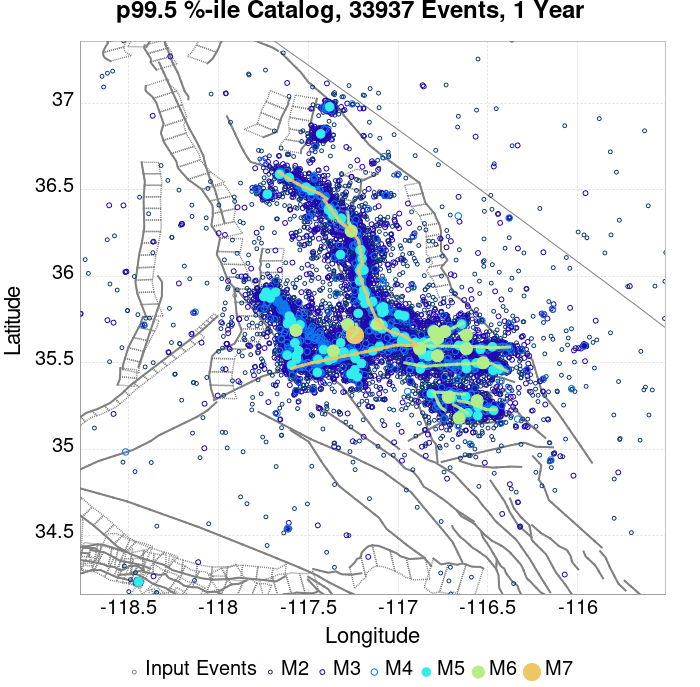 p99.5 %-ile Catalog, 33937 Events, 1 Year
37
36.5
36
35.5
35
34.5
Latitude
-118.5 -118 -117.5 -117 -116.5 -116
Longitude
Input Events M2 M3 M4 M5 M6 M7